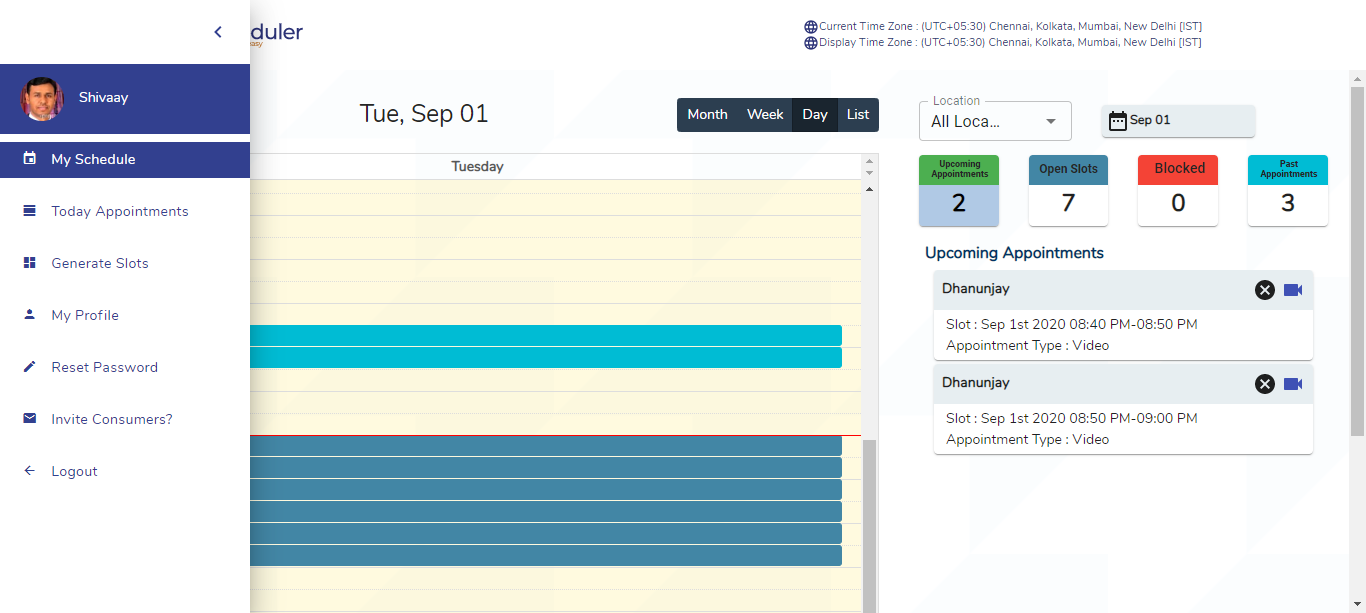 duler
easy
Current Time Zone : (UTC+05:30) Chennai, Kolkata, Mumbai, New Delhi [IST]
Display Time Zone : (UTC+05:30) Chennai, Kolkata, Mumbai, New Delhi [IST]
Shivaay
My Schedule
Today Appointments
Generate Slots
My Profile
Reset Password
Invite Consumers?
Logout
Tue, Sep 01
Month Week Day List
Tuesday
Location
All Loca...
Sep 01
Upcoming
Appointments
2
Open Slots
7
Blocked
0
Past
Appointments
3
Upcoming Appointments
Dhanunjay
Slot : Sep 1st 2020 08:40 PM-08:50 PM
Appointment Type : Video
Dhanunjay
Slot : Sep 1st 2020 08:50 PM-09:00 PM
Appointment Type : Video